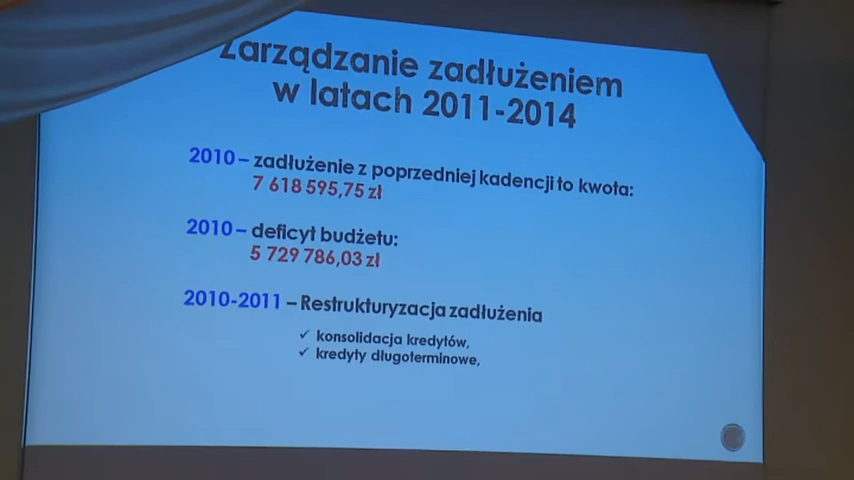 Zarządzanie zadłużeniem
w latach 2011-2014
2010 – zadłużenie z poprzedniej kadencji to kwota:
7 618 595,75 zł
2010 – deficyt budżetu:
5 729 786,03 zł
2010-2011 – Restrukturyzacja zadłużenia
✓ konsolidacja kredytów,
✓ kredyty długoterminowe,